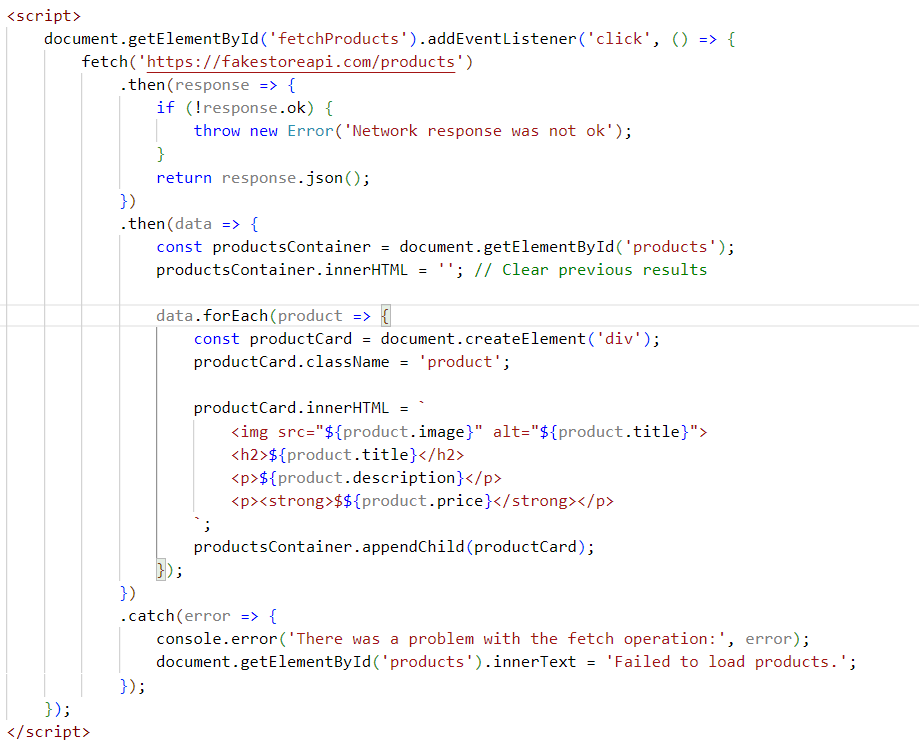 <script>
    document.getElementById('fetchProducts').addEventListener('click', () => {
        fetch('https://fakestoreapi.com/products')
            .then(response => {
                if (!response.ok) {
                    throw new Error('Network response was not ok');
                }
                return response.json();
            })
            .then(data => {
                const productsContainer = document.getElementById('products');
                productsContainer.innerHTML = ''; // Clear previous results

                data.forEach(product => {
                    const productCard = document.createElement('div');
                    productCard.className = 'product';

                    productCard.innerHTML = `
                        <img src="${product.image}" alt="${product.title}">
                        <h2>${product.title}</h2>
                        <p>${product.description}</p>
                        <p><strong>$${product.price}</strong></p>
                    `;
                    productsContainer.appendChild(productCard);
                });
            })
            .catch(error => {
                console.error('There was a problem with the fetch operation:', error);
                document.getElementById('products').innerText = 'Failed to load products.';
            });
    });
</script>